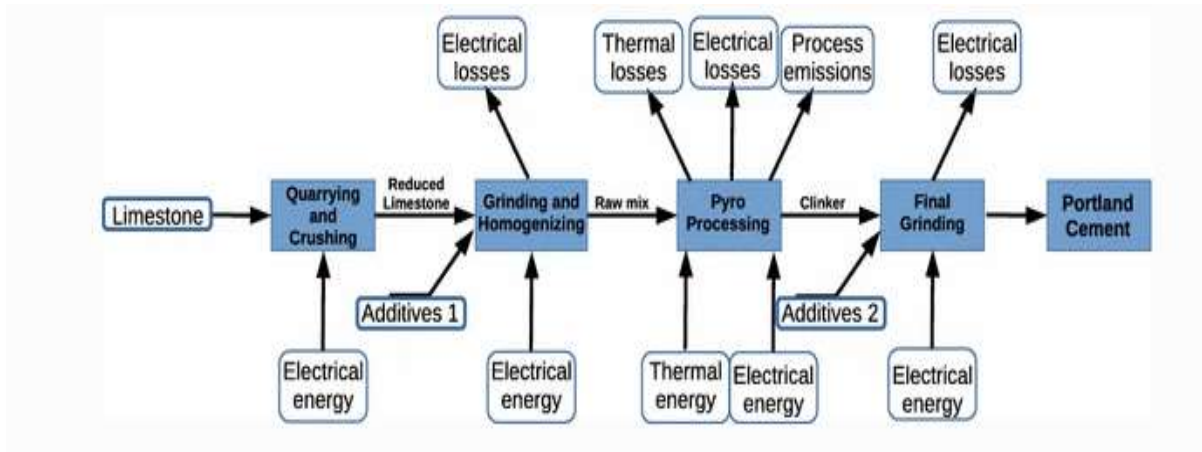 Electrical
losses
Thermal
losses
Electrical
losses
Process
emissions
Electrical
losses
Limestone
Quarrying
and
Crushing
Reduced
Limestone
Grinding and
Homogenizing
Raw mix
Pyro
Processing
Clinker
Final
Grinding
Portland
Cement
Additives 1
Additives 2
Electrical
energy
Electrical
energy
Thermal
energy
Electrical
energy
Electrical
energy